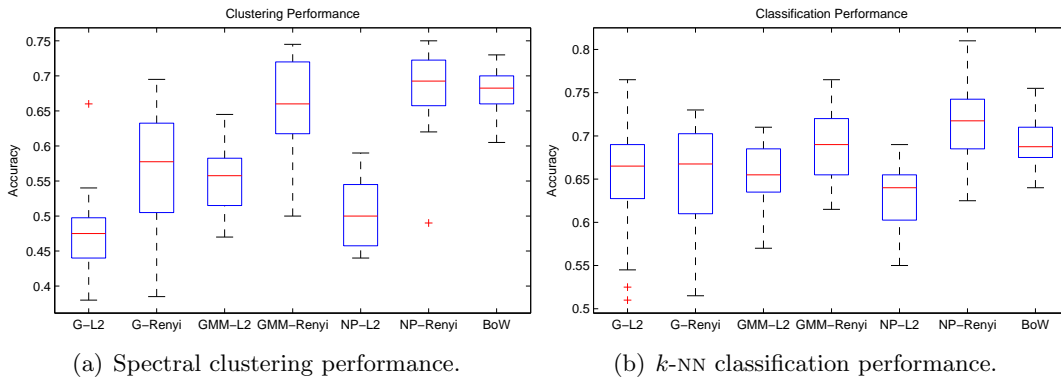 Clustering Performance
Accuracy
0.75
0.7
0.65
0.6
0.55
0.5
0.45
0.4
G−L2 G−Renyi GMM−L2 GMM−Renyi NP−L2 NP−Renyi BoW
(a) Spectral clustering performance.
Classification Performance
Accuracy
0.8
0.75
0.7
0.65
0.6
0.55
0.5
G−L2 G−Renyi GMM−L2 GMM−Renyi NP−L2 NP−Renyi BoW
(b) k-NN classification performance.